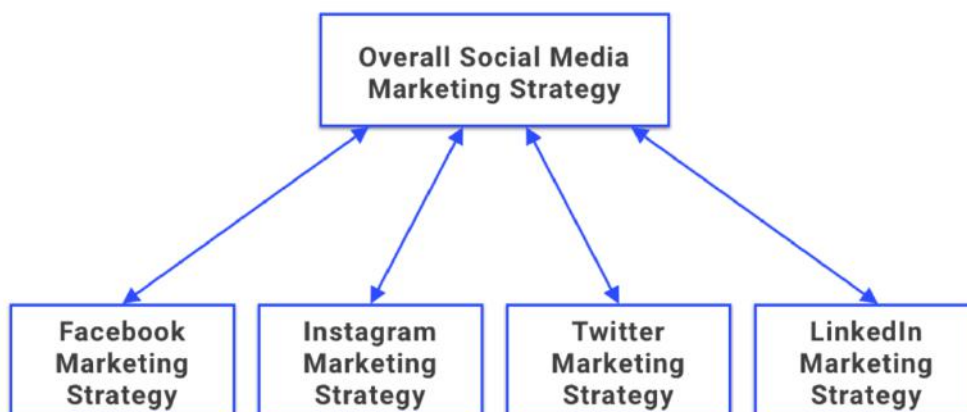 Overall Social Media
Marketing Strategy
Facebook
Marketing
Strategy
Instagram
Marketing
Strategy
Twitter
Marketing
Strategy
LinkedIn
Marketing
Strategy